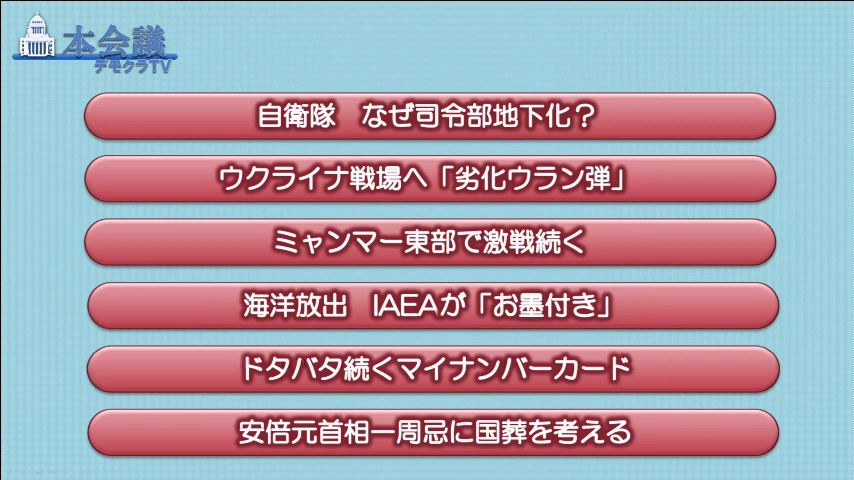 本会議
デモクラTV
自衛隊　なぜ司令部地下化？
ウクライナ戦場へ「劣化ウラン弾」
ミャンマー東部で激戦続く
海洋放出　IAEAが「お墨付き」
ドタバタ続くマイナンバーカード
安倍元首相一周忌に国葬を考える